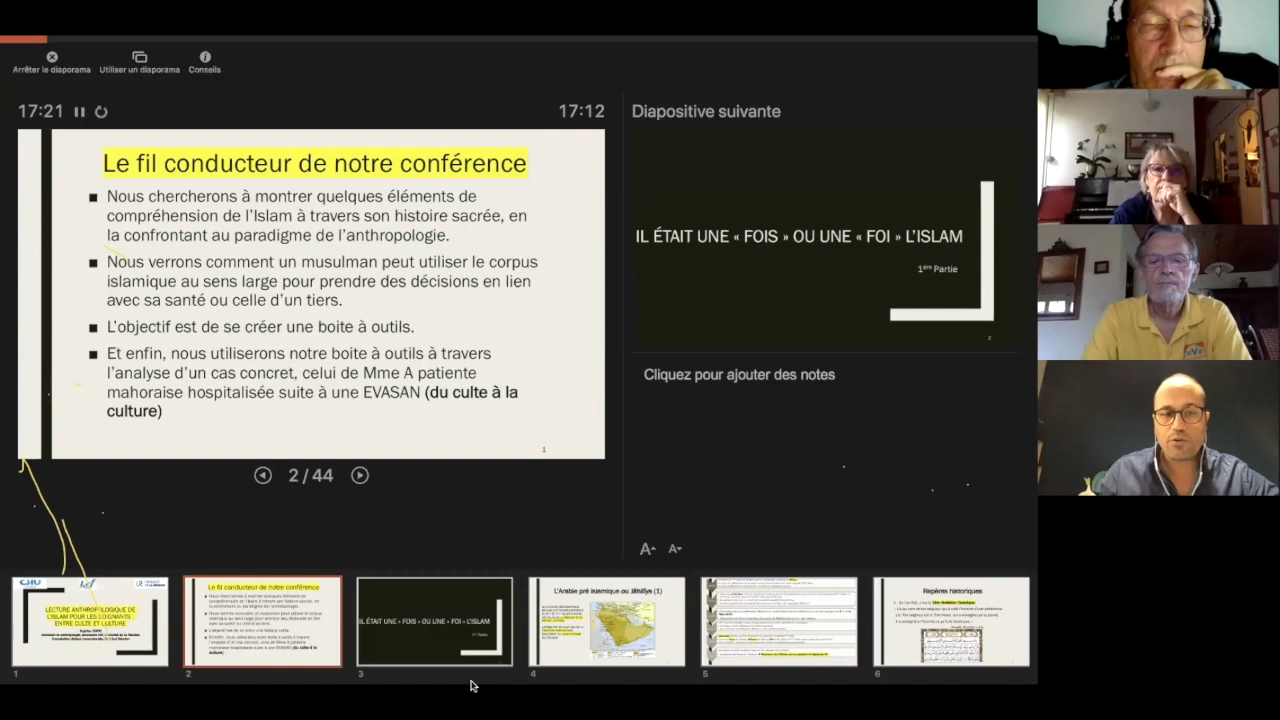 Arrêter le diaporama
Utiliser un diaporama
Conseils
17:21
17:12
Diapositive suivante
Le fil conducteur de notre conférence
Nous chercherons à montrer quelques éléments de
compréhension de l'Islam à travers son histoire sacrée, en
la confrontant au paradigme de l'anthropologie.
Nous verrons comment un musulman peut utiliser le corpus
islamique au sens large pour prendre des décisions en lien
avec sa santé ou celle d'un tiers.
L'objectif est de se créer une boite à outils.
Et enfin, nous utiliserons notre boite à outils à travers
l'analyse d'un cas concret, celui de Mme A patiente
mahoraise hospitalisée suite à une EVASAN (du culte à la
culture)
1
IL ÉTAIT UNE « FOIS » OU UNE « FOI » L'ISLAM
1ère Partie
2
Cliquez pour ajouter des notes
2 / 44
A
A
CHU
LECTURE ANTHROPOLOGIQUE DE
L'ISLAM POUR LES SOIGNANTS :
ENTRE CULTE ET CULTURE
Le fil conducteur de notre conférence
IL ÉTAIT UNE « FOIS » OU UNE « FOI » L'ISLAM
L'Arabie pré islamique ou Jâhilîya (1)
Repères historiques
1
2
3
4
5
6